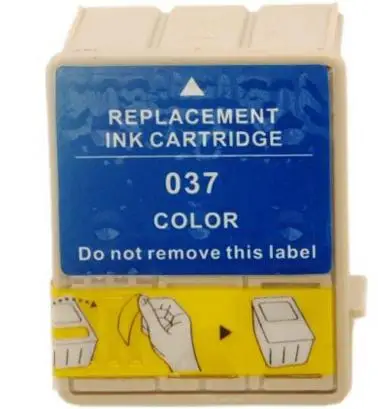 REPLACEMENT
INK CARTRIDGE
037
COLOR
Do not remove this label